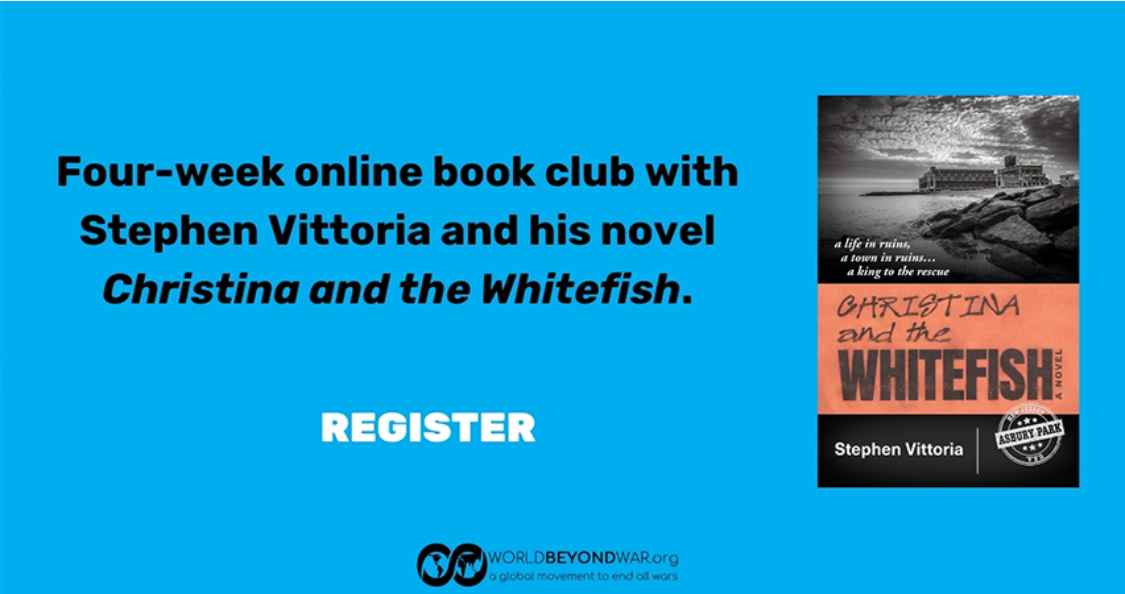 Four-week online book club with
Stephen Vittoria and his novel
Christina and the Whitefish.
REGISTER
a life in ruins,
a town in ruins...
a king to the rescue
CHRISTINA
and the
WHITEFISH
A NOVEL
Stephen Vittoria
NEW JERSEY
ASBURY PARK
WORLDBEYONDWAR.org
a global movement to end all wars